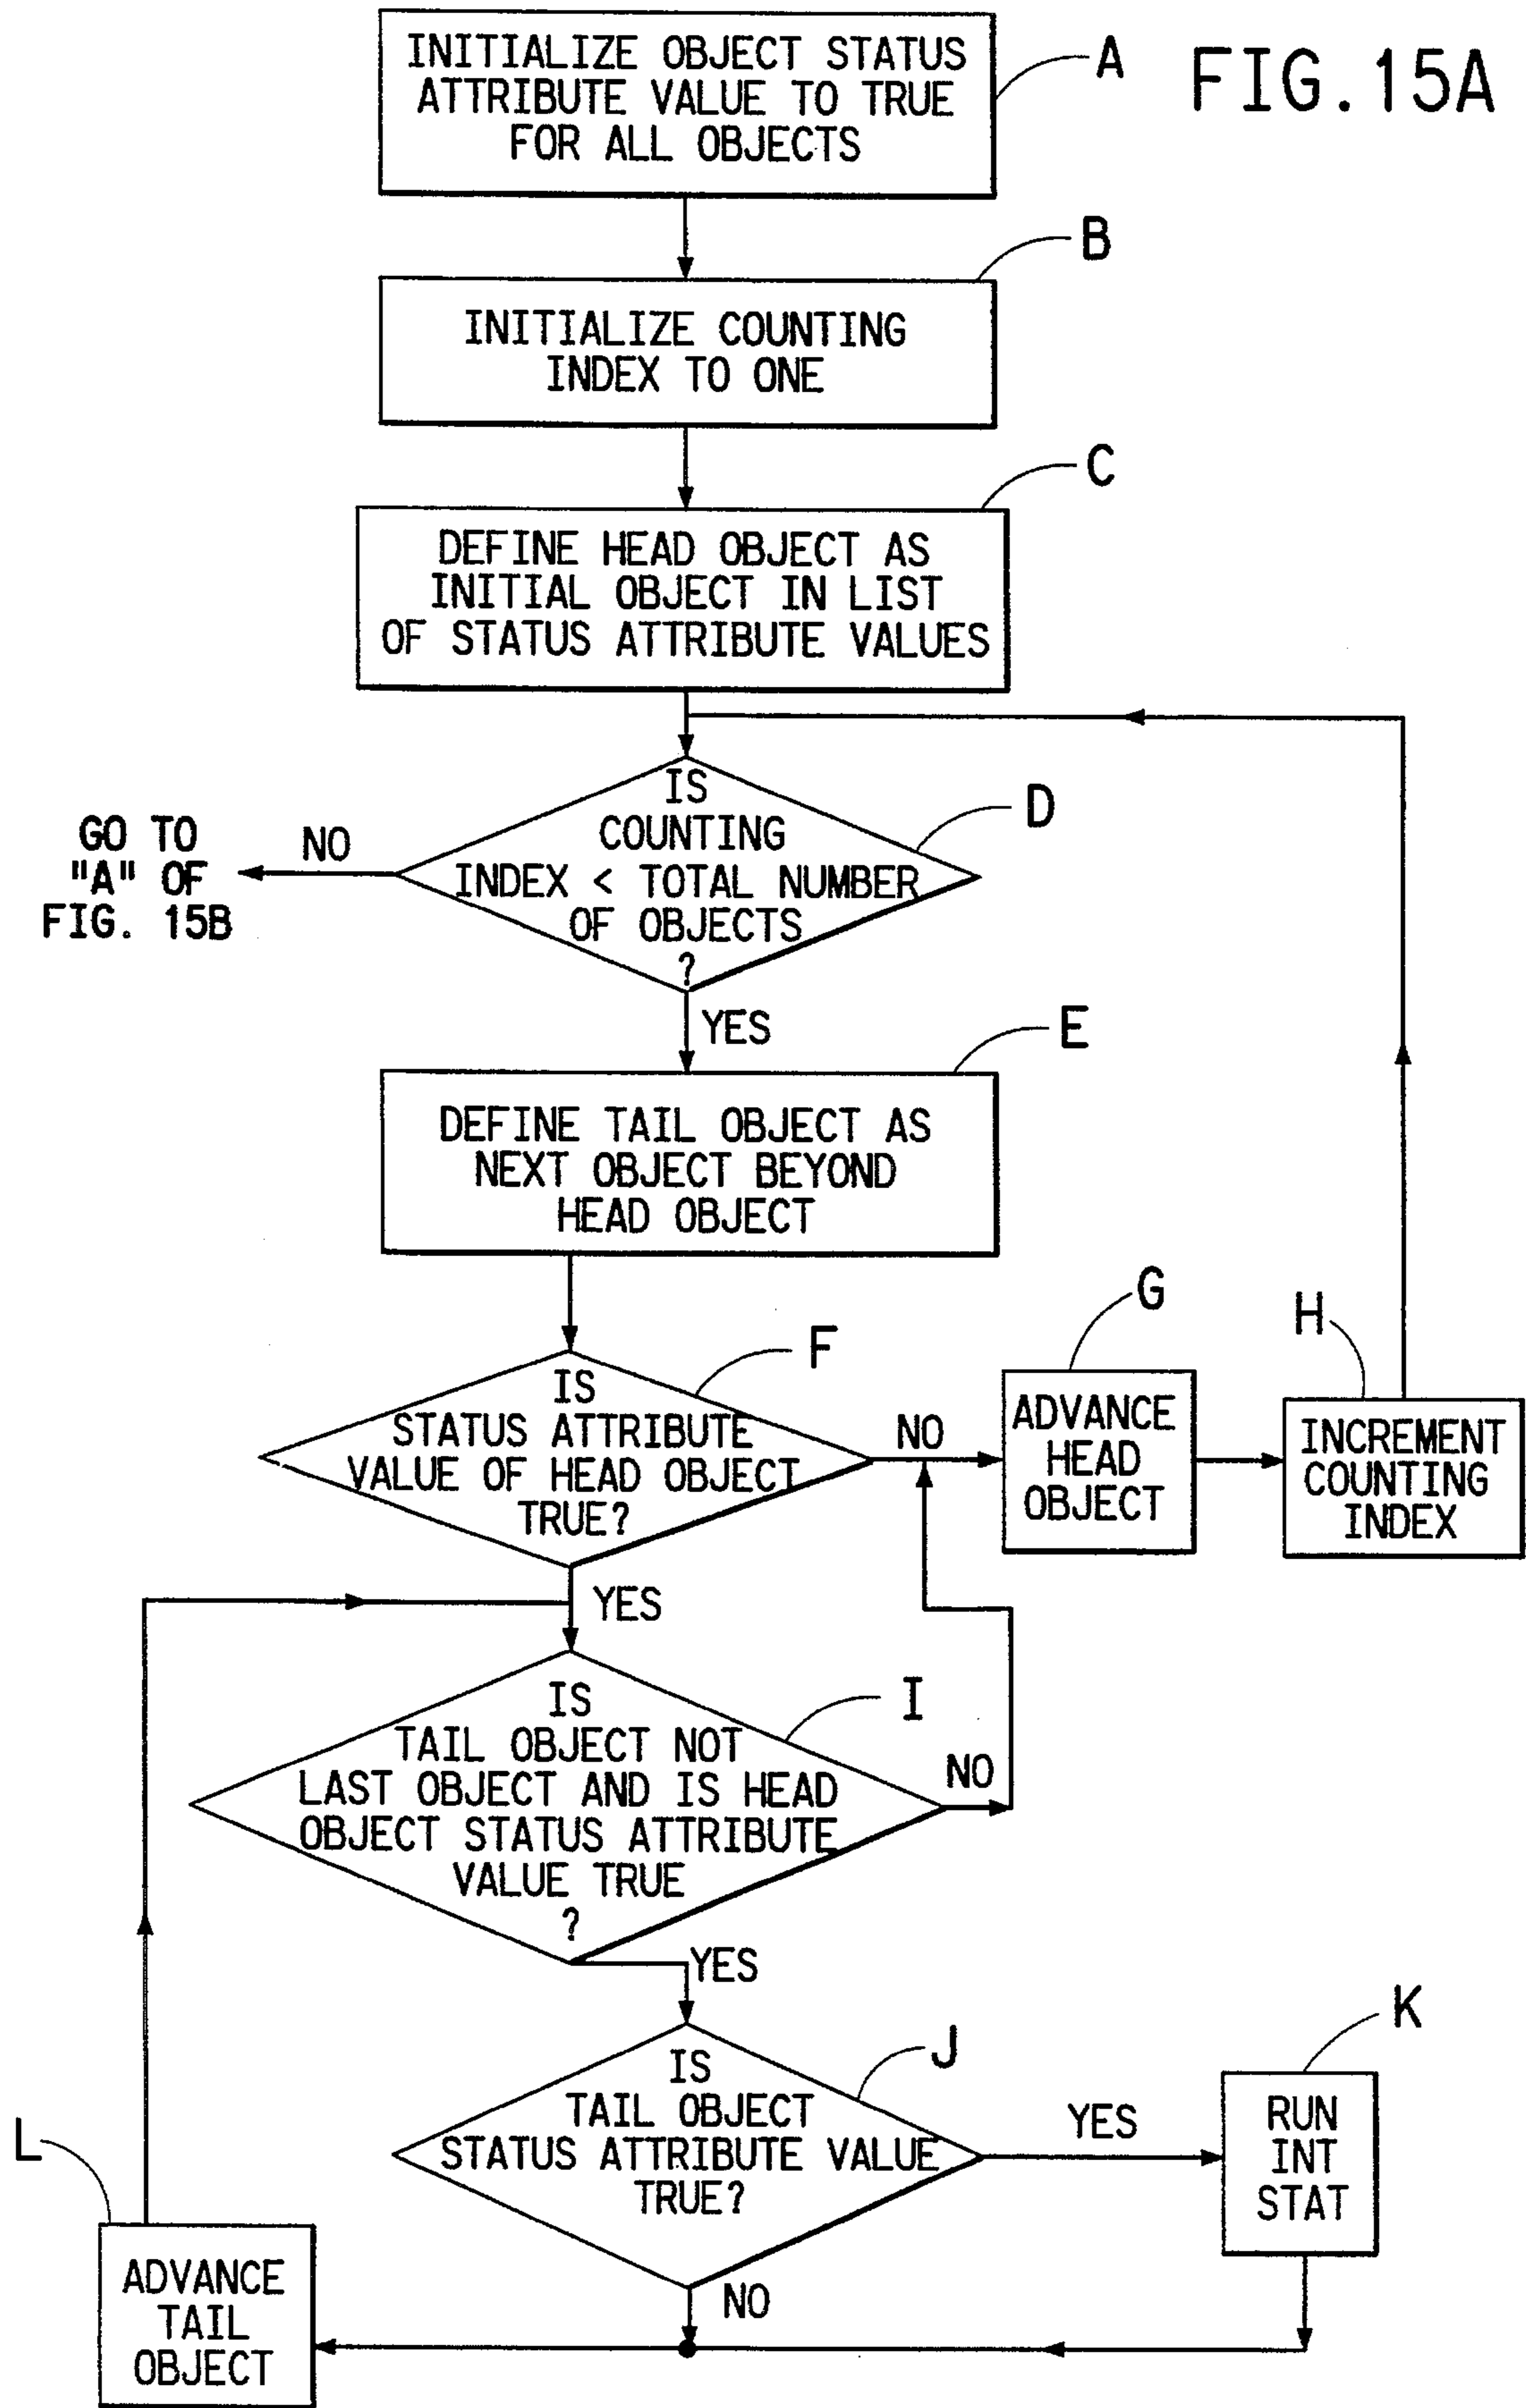 FIG.15A
INITIALIZE OBJECT STATUS
ATTRIBUTE VALUE TO TRUE
FOR ALL OBJECTS
A
INITIALIZE COUNTING
INDEX TO ONE
B
DEFINE HEAD OBJECT AS
INITIAL OBJECT IN LIST
OF STATUS ATTRIBUTE VALUES
C
IS
COUNTING
INDEX < TOTAL NUMBER
OF OBJECTS
?
D
NO
GO TO
"A" OF
FIG. 15B
YES
DEFINE TAIL OBJECT AS
NEXT OBJECT BEYOND
HEAD OBJECT
E
IS
STATUS ATTRIBUTE
VALUE OF HEAD OBJECT
TRUE?
F
NO
ADVANCE
HEAD
OBJECT
G
INCREMENT
COUNTING
INDEX
H
YES
IS
TAIL OBJECT NOT
LAST OBJECT AND IS HEAD
OBJECT STATUS ATTRIBUTE
VALUE TRUE
?
I
NO
YES
IS
TAIL OBJECT
STATUS ATTRIBUTE VALUE
TRUE?
J
YES
RUN
INT
STAT
K
NO
ADVANCE
TAIL
OBJECT
L